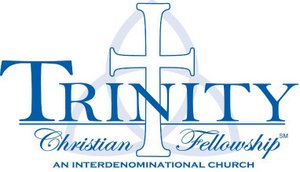 TRINITY
Christian Fellowship℠
AN INTERDENOMINATIONAL CHURCH